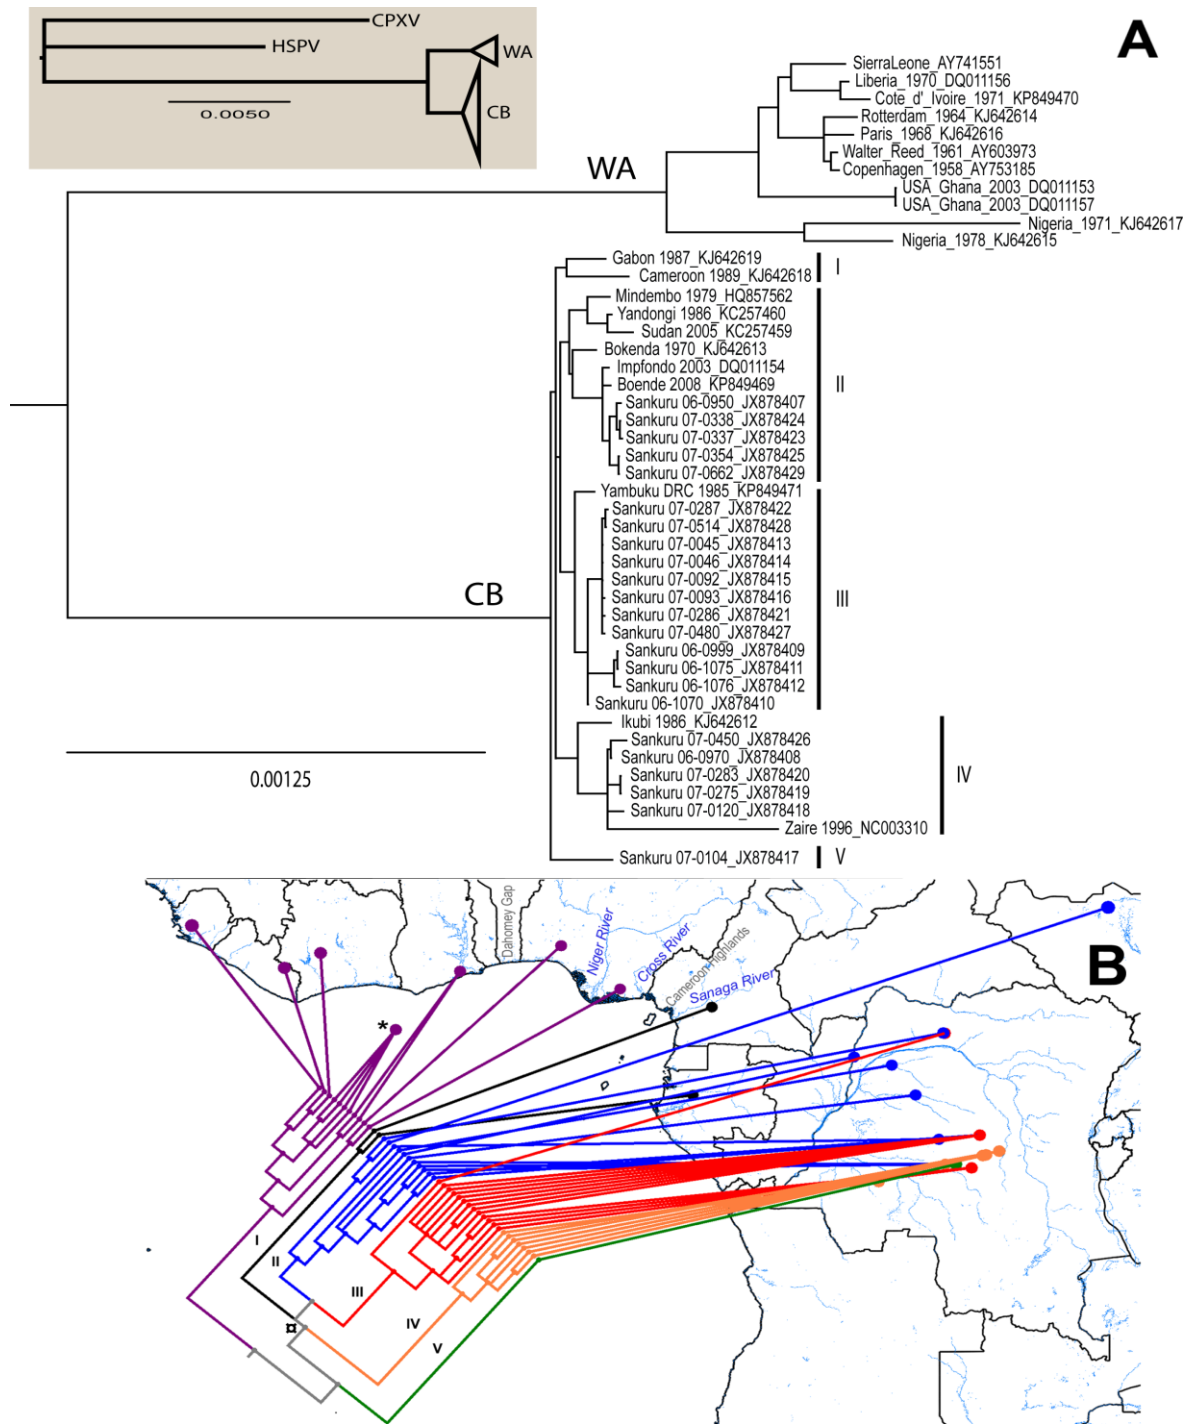 A
CPXV
HSPV
WA
CB
0.0050
WA
SierraLeone_AY741551
Liberia_1970_DQ011156
Cote_d'_Ivoire_1971_KP849470
Rotterdam_1964_KJ642614
Paris_1968_KJ642616
Walter_Reed_1961_AY603973
Copenhagen_1958_AY753185
USA_Ghana_2003_DQ011153
USA_Ghana_2003_DQ011157
Nigeria_1971_KJ642617
Nigeria_1978_KJ642615
Gabon 1987_KJ642619
Cameroon 1989_KJ642618
I
Mindembo 1979_HQ857562
Yandongi 1986_KC257460
Sudan 2005_KC257459
Bokenda 1970_KJ642613
Impfondo 2003_DQ011154
Boende 2008_KP849469
II
Sankuru 06-0950_JX878407
Sankuru 07-0338_JX878424
Sankuru 07-0337_JX878423
Sankuru 07-0354_JX878425
Sankuru 07-0662_JX878429
Yambuku DRC 1985_KP849471
Sankuru 07-0287_JX878422
Sankuru 07-0514_JX878428
Sankuru 07-0045_JX878413
Sankuru 07-0046_JX878414
Sankuru 07-0092_JX878415
CB
Sankuru 07-0093_JX878416
III
Sankuru 07-0286_JX878421
Sankuru 07-0480_JX878427
Sankuru 06-0999_JX878409
Sankuru 06-1075_JX878411
Sankuru 06-1076_JX878412
Sankuru 06-1070_JX878410
Ikubi 1986_KJ642612
Sankuru 07-0450_JX878426
Sankuru 06-0970_JX878408
Sankuru 07-0283_JX878420
IV
Sankuru 07-0275_JX878419
Sankuru 07-0120_JX878418
Zaire 1996_NC003310
Sankuru 07-0104_JX878417
V
0.00125
B
Dahomey Gap
Niger River
Cross River
Cameroon Highlands
Sanaga River
*
I
II
III
IV
V
¤